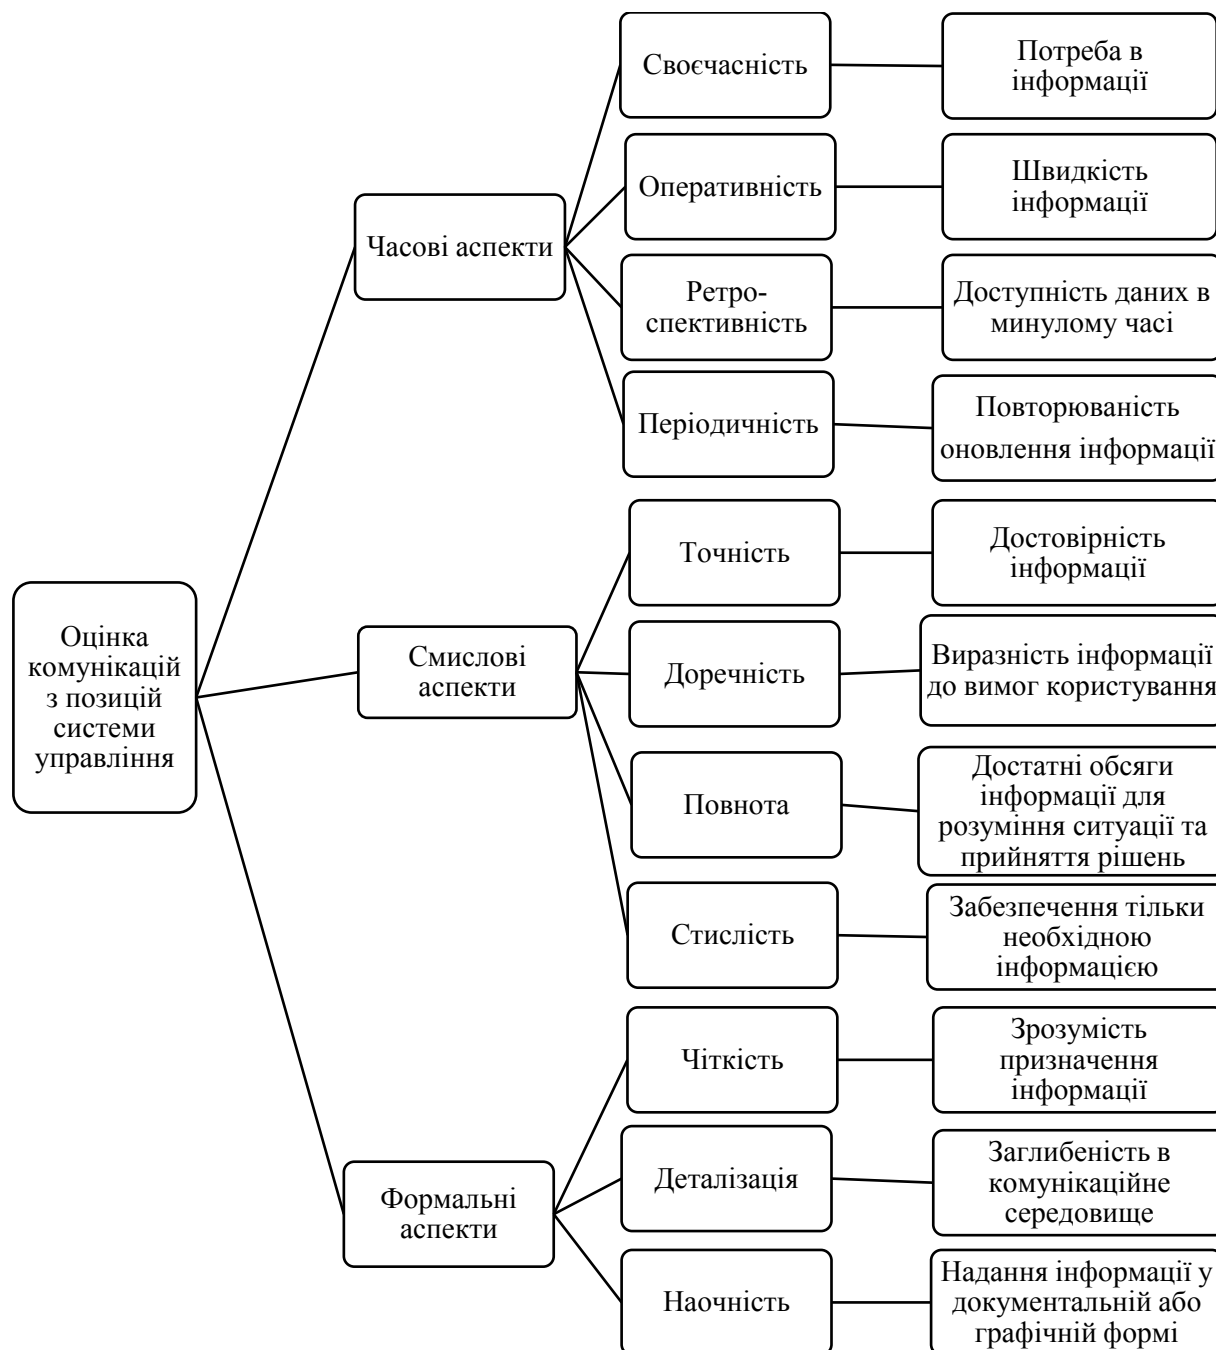 Оцінка
комунікацій
з позицій
системи
управління
Часові аспекти
Своєчасність
Потреба в
інформації
Оперативність
Швидкість
інформації
Ретро-
спективність
Доступність даних в
минулому часі
Періодичність
Повторюваність
оновлення інформації
Смислові
аспекти
Точність
Достовірність
інформації
Доречність
Виразність інформації
до вимог користування
Повнота
Достатні обсяги
інформації для
розуміння ситуації та
прийняття рішень
Стислість
Забезпечення тільки
необхідною
інформацією
Формальні
аспекти
Чіткість
Зрозумість
призначення
інформації
Деталізація
Заглибеність в
комунікаційне
середовище
Наочність
Надання інформації у
документальній або
графічній формі